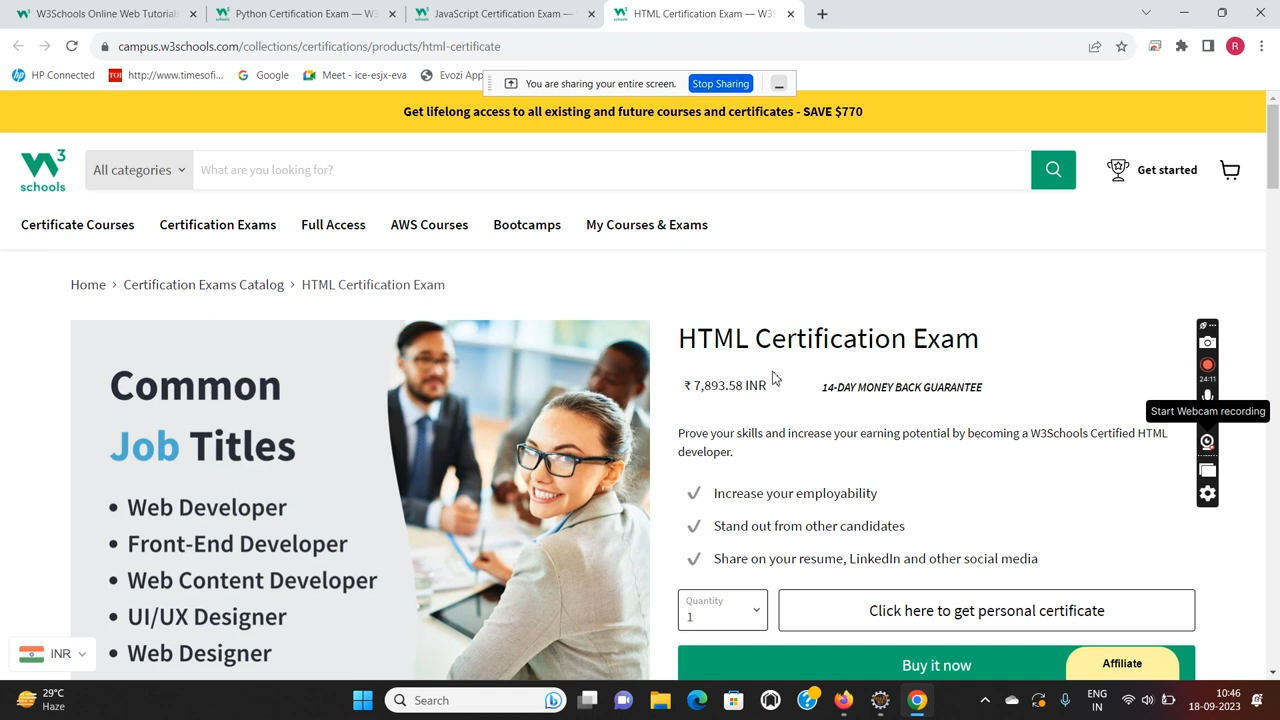 W3Schools Online Web Tutorials
Python Certification Exam — W3S
JavaScript Certification Exam —
HTML Certification Exam — W3S
campus.w3schools.com/collections/certifications/products/html-certificate
R
HP Connected
TOI
http://www.timesofi...
Google
Meet - ice-esjx-eva
Evozi App
You are sharing your entire screen.
Stop Sharing
Get lifelong access to all existing and future courses and certificates - SAVE $770
W3 schools
All categories
What are you looking for?
Get started
Certificate Courses
Certification Exams
Full Access
AWS Courses
Bootcamps
My Courses & Exams
Home > Certification Exams Catalog > HTML Certification Exam
Common
Job Titles
• Web Developer
• Front-End Developer
• Web Content Developer
• UI/UX Designer
• Web Designer
HTML Certification Exam
₹ 7,893.58 INR
14-DAY MONEY BACK GUARANTEE
Prove your skills and increase your earning potential by becoming a W3Schools Certified HTML
developer.
Increase your employability
Stand out from other candidates
Share on your resume, LinkedIn and other social media
Quantity
1
Click here to get personal certificate
Buy it now
Affiliate
24:11
Start Webcam recording
INR
29°C
Haze
Search
ENG
IN
10:46
18-09-2023